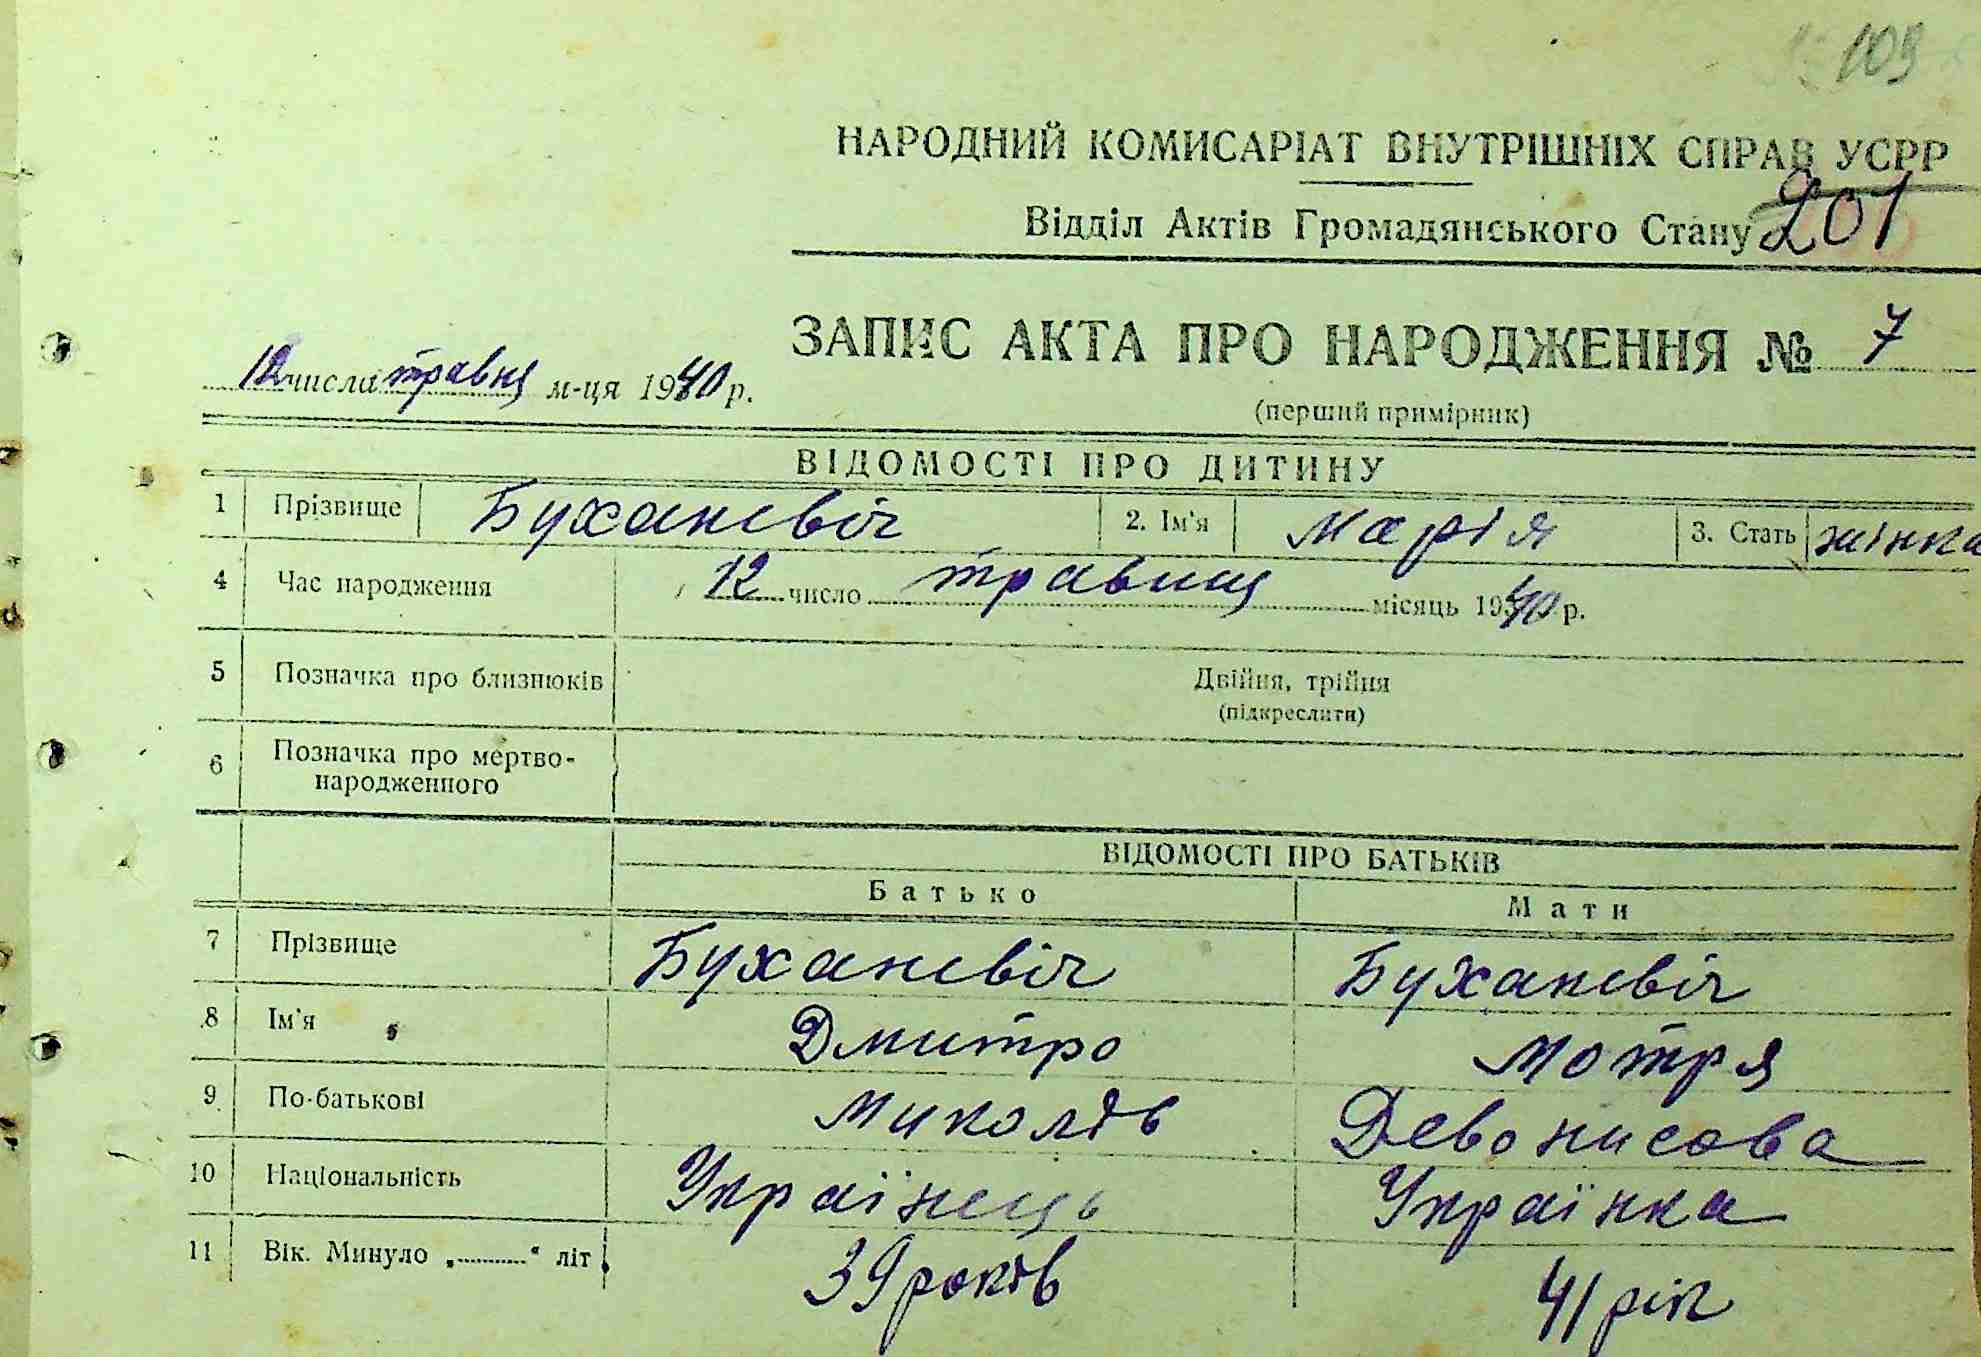 109
НАРОДНИЙ КОМИСАРІАТ ВНУТРІШНІХ СПРАВ УСРР
Відділ Актів Громадянського Стану 201
ЗАПИС АКТА ПРО НАРОДЖЕННЯ № 7
12 числа травня м-ця 1940 р.
(перший примірник)
ВІДОМОСТІ ПРО ДИТИНУ
1 Прізвище Буханевіч 2. Ім'я Марія 3. Стать жінка
4 Час народження 12 число травня місяць 1940 р.
5 Позначка про близнюків Двійня, трійня
(підкреслити)
6 Позначка про мертво-
народженного
ВІДОМОСТІ ПРО БАТЬКІВ
Батько Мати
7 Прізвище Буханевіч Буханевіч
8 Ім'я Дмитро Мотря
9 По-батькові Миколів Девонисова
10 Національність Українець Українка
11 Вік. Минуло „..........“ літ 39 років 41 рік